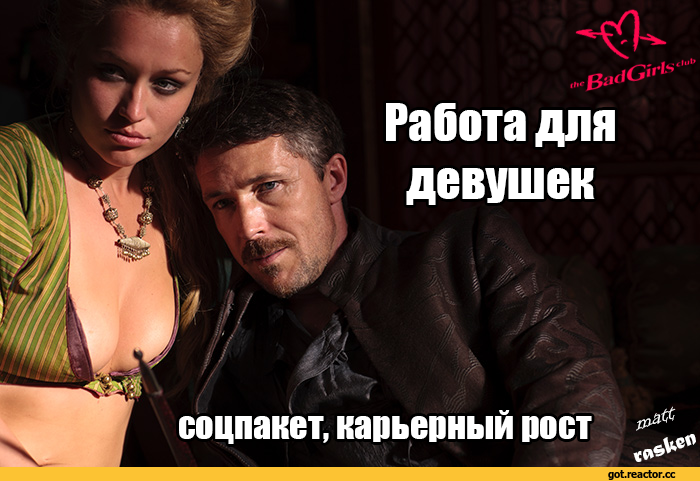 the BadGirls club
Работа для
девушек
соцпакет, карьерный рост
matt
rasken
got.reactor.cc